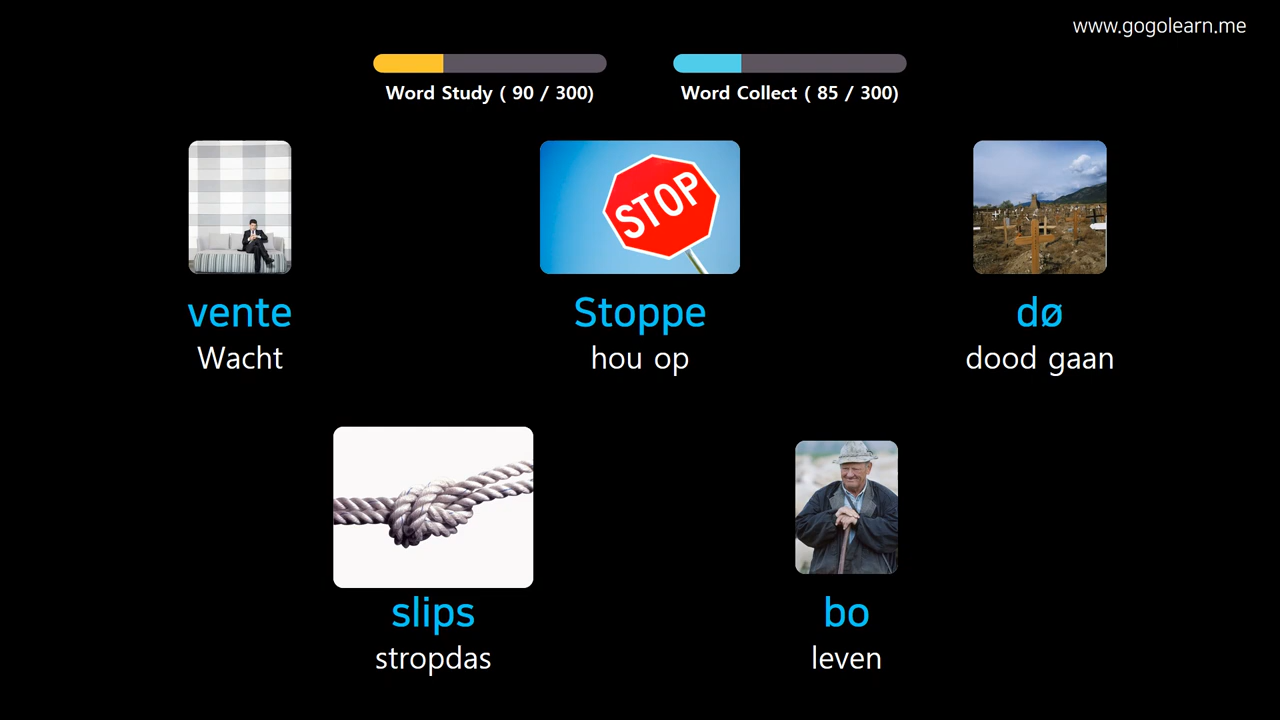 www.gogolearn.me
Word Study ( 90 / 300)
Word Collect ( 85 / 300)
STOP
vente
Wacht
Stoppe
hou op
dø
dood gaan
slips
stropdas
bo
leven